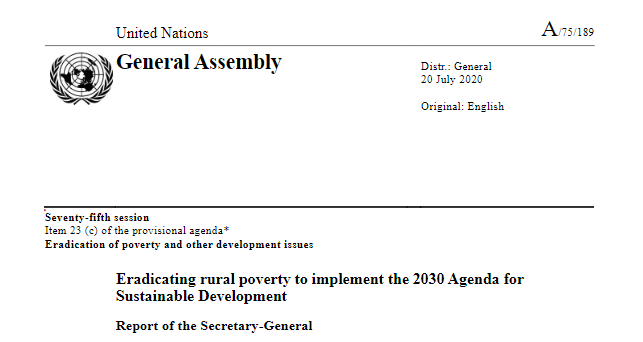 United Nations A/75/189
General Assembly
Distr.: General
20 July 2020
Original: English
Seventy-fifth session
Item 23 (c) of the provisional agenda*
Eradication of poverty and other development issues
Eradicating rural poverty to implement the 2030 Agenda for
Sustainable Development
Report of the Secretary-General